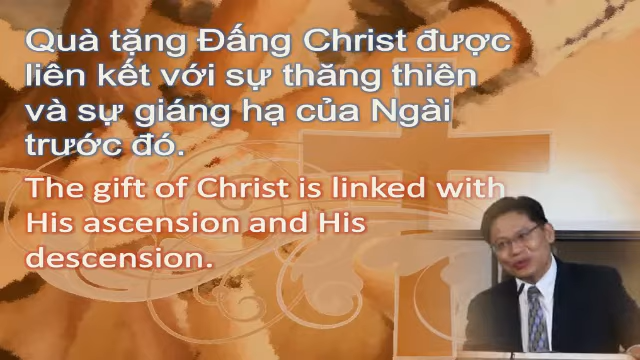 Quà tặng Đấng Christ được
liên kết với sự thăng thiên
và sự giáng hạ của Ngài
trước đó.
The gift of Christ is linked with
His ascension and His
descension.